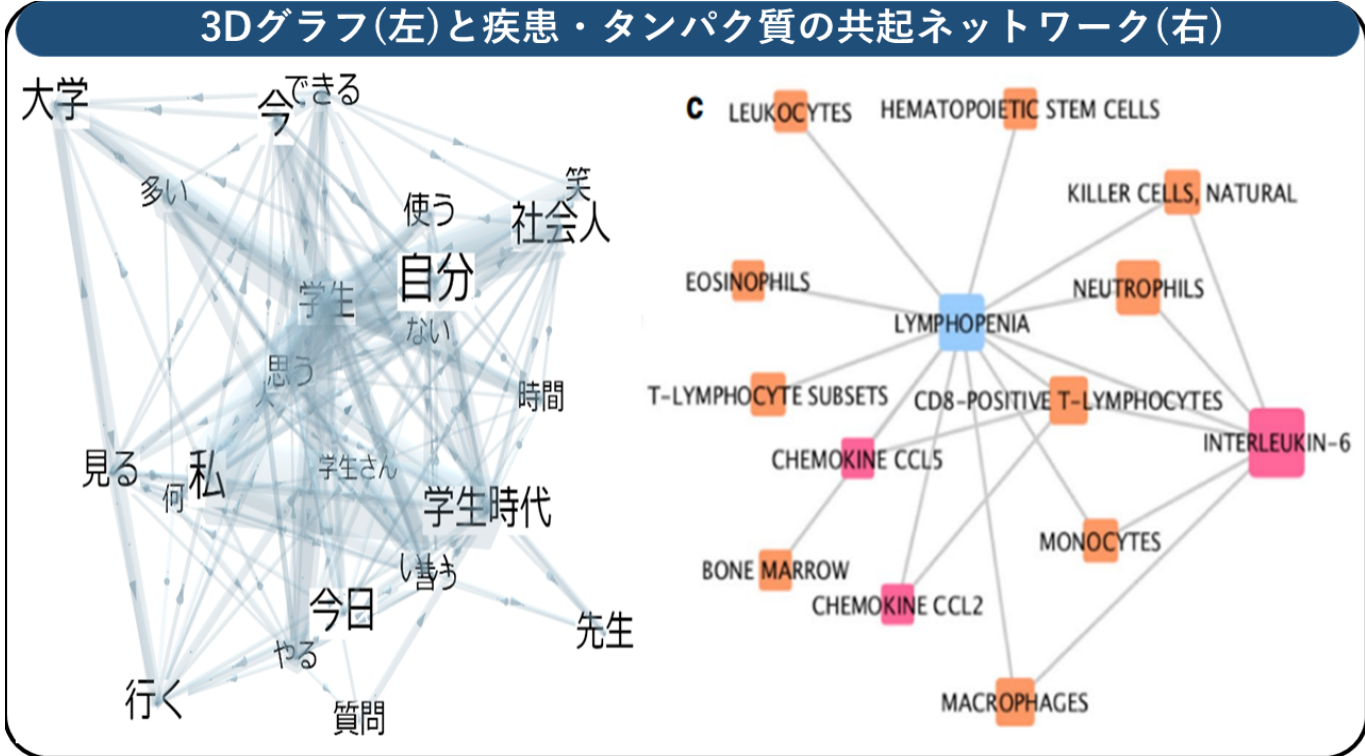 3Dグラフ(左)と疾患・タンパク質の共起ネットワーク(右)
大学
今
できる
多い
笑
使う
社会人
自分
学生
ない
思う
人
時間
見る
私
何
学生さん
学生時代
今日
やる
先生
行く
質問
c
LEUKOCYTES
HEMATOPOIETIC STEM CELLS
KILLER CELLS, NATURAL
EOSINOPHILS
NEUTROPHILS
LYMPHOPENIA
T-LYMPHOCYTE SUBSETS
CD8-POSITIVE T-LYMPHOCYTES
INTERLEUKIN-6
CHEMOKINE CCL5
MONOCYTES
BONE MARROW
CHEMOKINE CCL2
MACROPHAGES